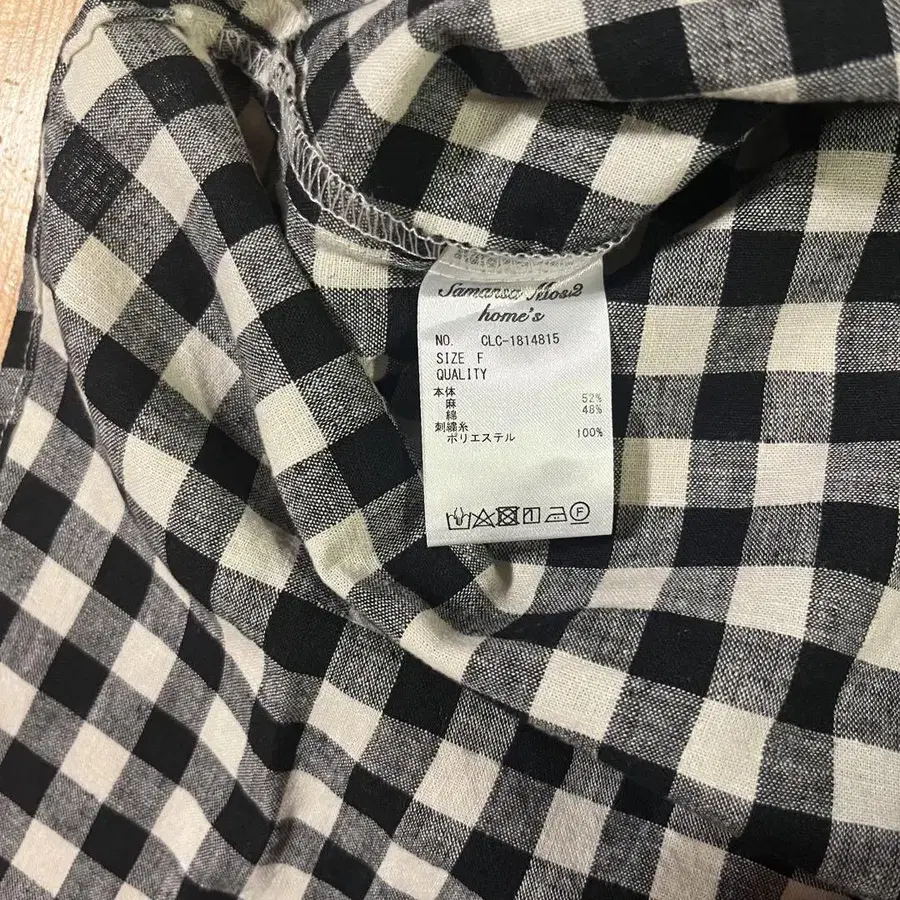 Samansa Mos2
home's
NO. CLC-1814815
SIZE F
QUALITY
本体
麻 52%
綿 48%
刺繍糸
ポリエステル 100%
1 F